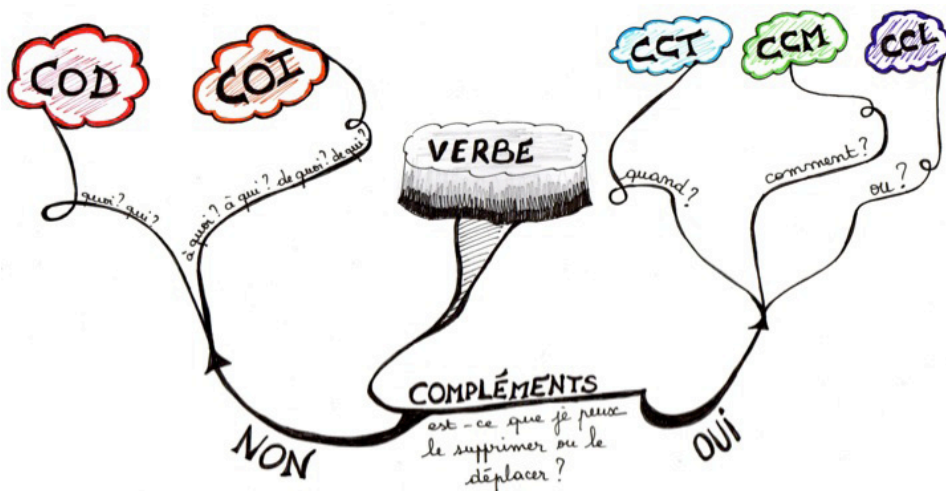 COD
COI
CCT
CCM
CCL
VERBE
quoi? qui?
à quoi? à qui? de quoi? de qui?
quand?
comment?
ou?
COMPLÉMENTS
est-ce que je peux
le supprimer ou le
déplacer?
NON
OUI